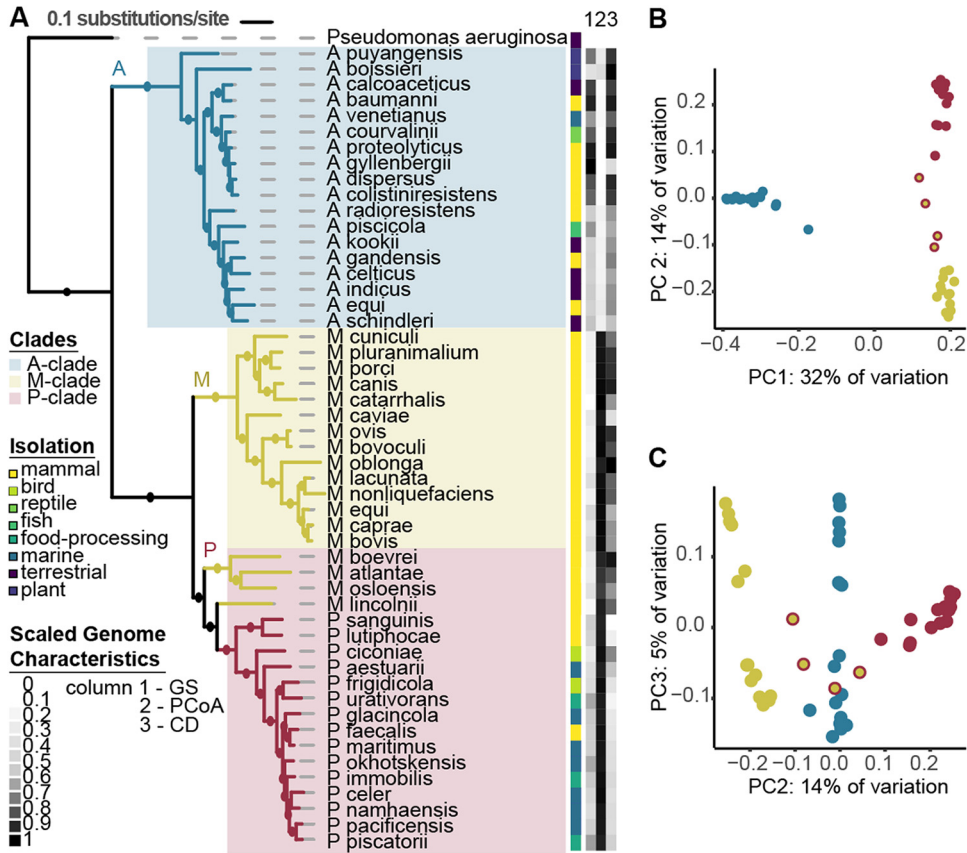 A
0.1 substitutions/site
123
Pseudomonas aeruginosa
A puyangensis
A boissieri
A calcoaceticus
A baumanni
A venetianus
A courvalinii
A proteolyticus
A gyllenbergii
A dispersus
A colistiniresistens
A radioresistens
A piscicola
A kookii
A gandensis
A celticus
A indicus
A equi
A schindleri
M cuniculi
M pluranimalium
M porci
M canis
M catarrhalis
M caviae
M ovis
M bovoculi
M oblonga
M lacunata
M nonliquefaciens
M equi
M caprae
M bovis
M boevrei
M atlantae
M osloensis
M lincolnii
P sanguinis
P lutiphocae
P ciconiae
P aestuarii
P frigidicola
P urativorans
P glacincola
P faecalis
P maritimus
P okhotskensis
P immobilis
P celer
P namhaensis
P pacificensis
P piscatorii
A
M
P
Clades
A-clade
M-clade
P-clade
Isolation
mammal
bird
reptile
fish
food-processing
marine
terrestrial
plant
Scaled Genome
Characteristics
0
0.1
0.2
0.3
0.4
0.5
0.6
0.7
0.8
0.9
1
column 1 - GS
2 - PCoA
3 - CD
B
PC 2: 14% of variation
0.2
0.1
0.0
−0.1
−0.2
−0.4
−0.2
0.0
0.2
PC1: 32% of variation
C
PC3: 5% of variation
0.1
0.0
−0.1
−0.2
−0.1
0.0
0.1
0.2
PC2: 14% of variation